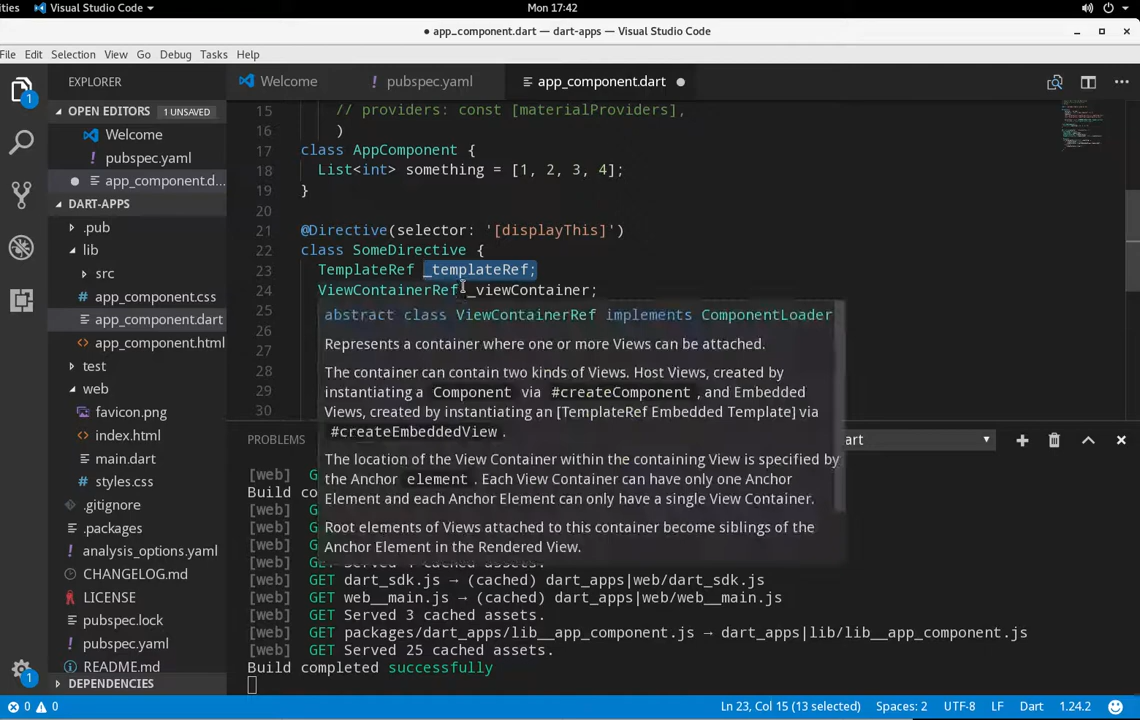 ities Visual Studio Code Mon 17:42
● app_component.dart — dart-apps — Visual Studio Code
File Edit Selection View Go Debug Tasks Help
EXPLORER
OPEN EDITORS 1 UNSAVED
Welcome
pubspec.yaml
app_component.d...
DART-APPS
.pub
lib
src
app_component.css
app_component.dart
app_component.html
test
web
favicon.png
index.html
main.dart
styles.css
.gitignore
.packages
analysis_options.yaml
CHANGELOG.md
LICENSE
pubspec.lock
pubspec.yaml
README.md
DEPENDENCIES
Welcome pubspec.yaml app_component.dart
15 // providers: const [materialProviders],
16 )
17 class AppComponent {
18 List<int> something = [1, 2, 3, 4];
19 }
20
21 @Directive(selector: '[displayThis]')
22 class SomeDirective {
23 TemplateRef _templateRef;
24 ViewContainerRef _viewContainer;
25
26
27
28
29
30
abstract class ViewContainerRef implements ComponentLoader
Represents a container where one or more Views can be attached.
The container can contain two kinds of Views. Host Views, created by
instantiating a Component via #createComponent , and Embedded
Views, created by instantiating an [TemplateRef Embedded Template] via
#createEmbeddedView .
The location of the View Container within the containing View is specified by
the Anchor element . Each View Container can have only one Anchor
Element and each Anchor Element can only have a single View Container.
Root elements of Views attached to this container become siblings of the
Anchor Element in the Rendered View.
PROBLEMS art
[web] G
Build co
[web] G
[web] G
[web] G
[web] G
[web] GET dart_sdk.js → (cached) dart_apps|web/dart_sdk.js
[web] GET web__main.js → (cached) dart_apps|web/web__main.js
[web] GET Served 3 cached assets.
[web] GET packages/dart_apps/lib__app_component.js → dart_apps|lib/lib__app_component.js
[web] GET Served 25 cached assets.
Build completed successfully
0 0 Ln 23, Col 15 (13 selected) Spaces: 2 UTF-8 LF Dart 1.24.2